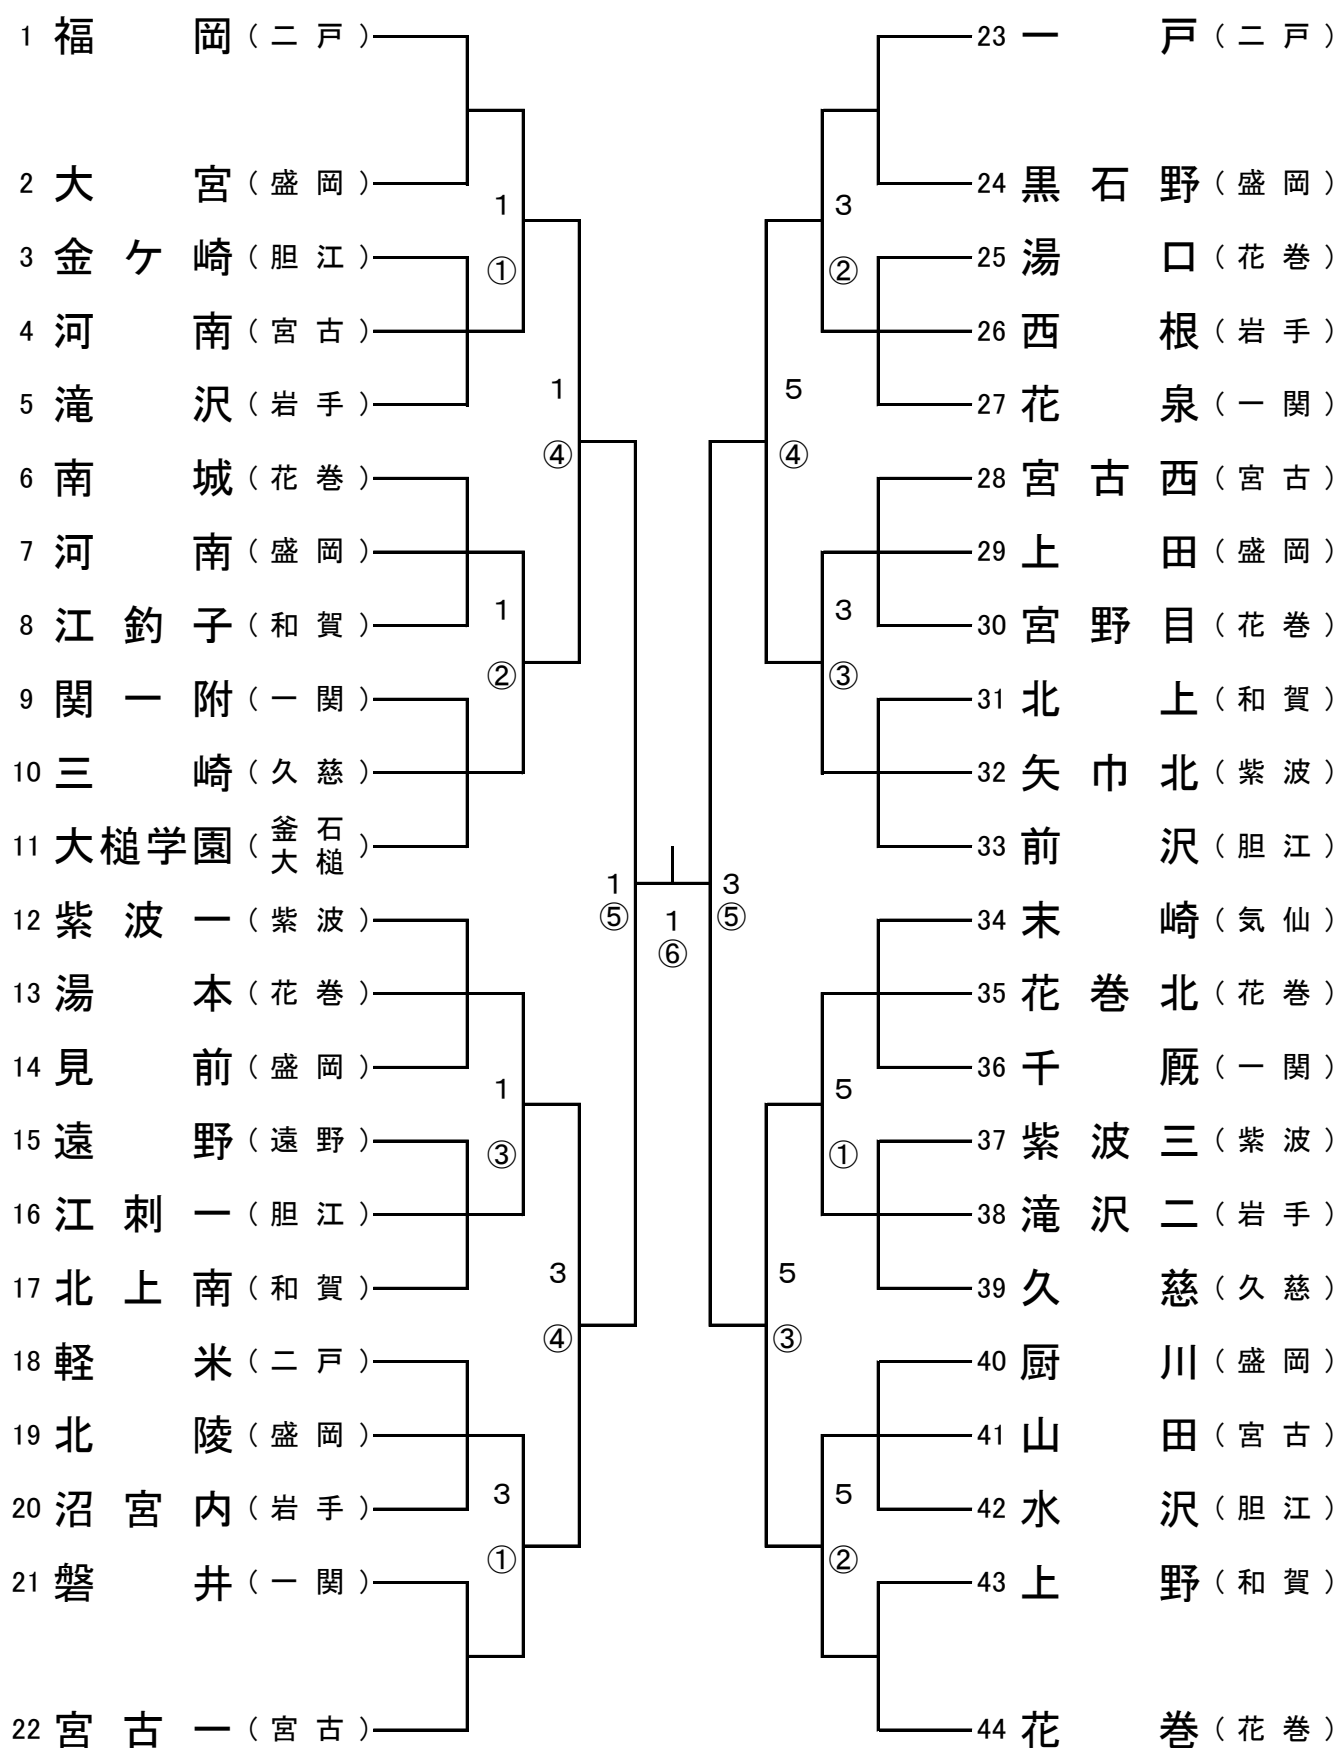 1 福岡（二戸）
2 大宮（盛岡）
3 金ケ崎（胆江）
4 河南（宮古）
5 滝沢（岩手）
6 南城（花巻）
7 河南（盛岡）
8 江釣子（和賀）
9 関一附（一関）
10 三崎（久慈）
11 大槌学園（釜石大槌）
12 紫波一（紫波）
13 湯本（花巻）
14 見前（盛岡）
15 遠野（遠野）
16 江刺一（胆江）
17 北上南（和賀）
18 軽米（二戸）
19 北陵（盛岡）
20 沼宮内（岩手）
21 磐井（一関）
22 宮古一（宮古）
1
①
1
②
1
③
3
①
1
④
3
④
1
⑤
1
⑥
3
⑤
5
④
5
③
3
②
3
③
5
①
5
②
23 一戸（二戸）
24 黒石野（盛岡）
25 湯口（花巻）
26 西根（岩手）
27 花泉（一関）
28 宮古西（宮古）
29 上田（盛岡）
30 宮野目（花巻）
31 北上（和賀）
32 矢巾北（紫波）
33 前沢（胆江）
34 末崎（気仙）
35 花巻北（花巻）
36 千厩（一関）
37 紫波三（紫波）
38 滝沢二（岩手）
39 久慈（久慈）
40 厨川（盛岡）
41 山田（宮古）
42 水沢（胆江）
43 上野（和賀）
44 花巻（花巻）